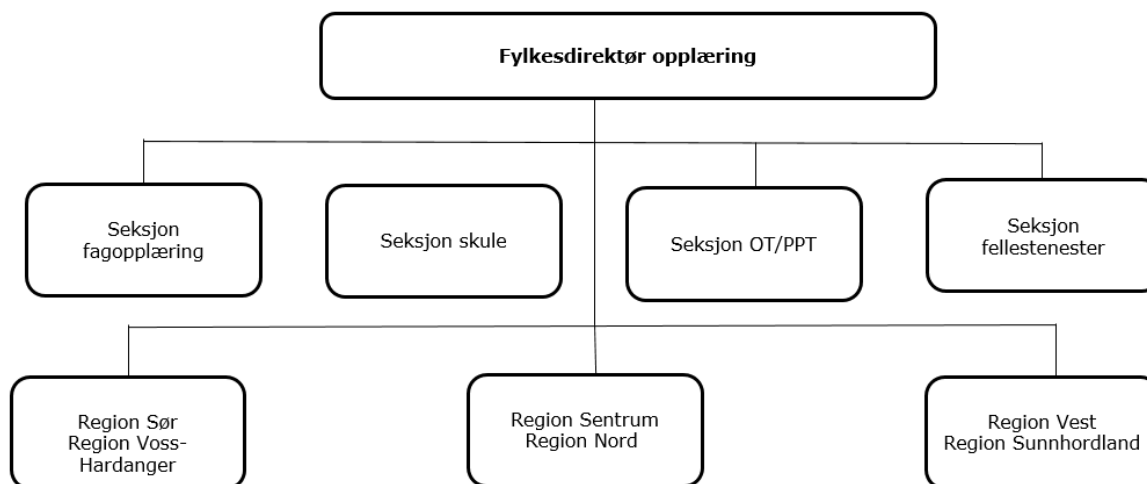 Fylkesdirektør opplæring
Seksjon
fagopplæring
Seksjon skule
Seksjon OT/PPT
Seksjon
fellestenester
Region Sør
Region Voss-
Hardanger
Region Sentrum
Region Nord
Region Vest
Region Sunnhordland